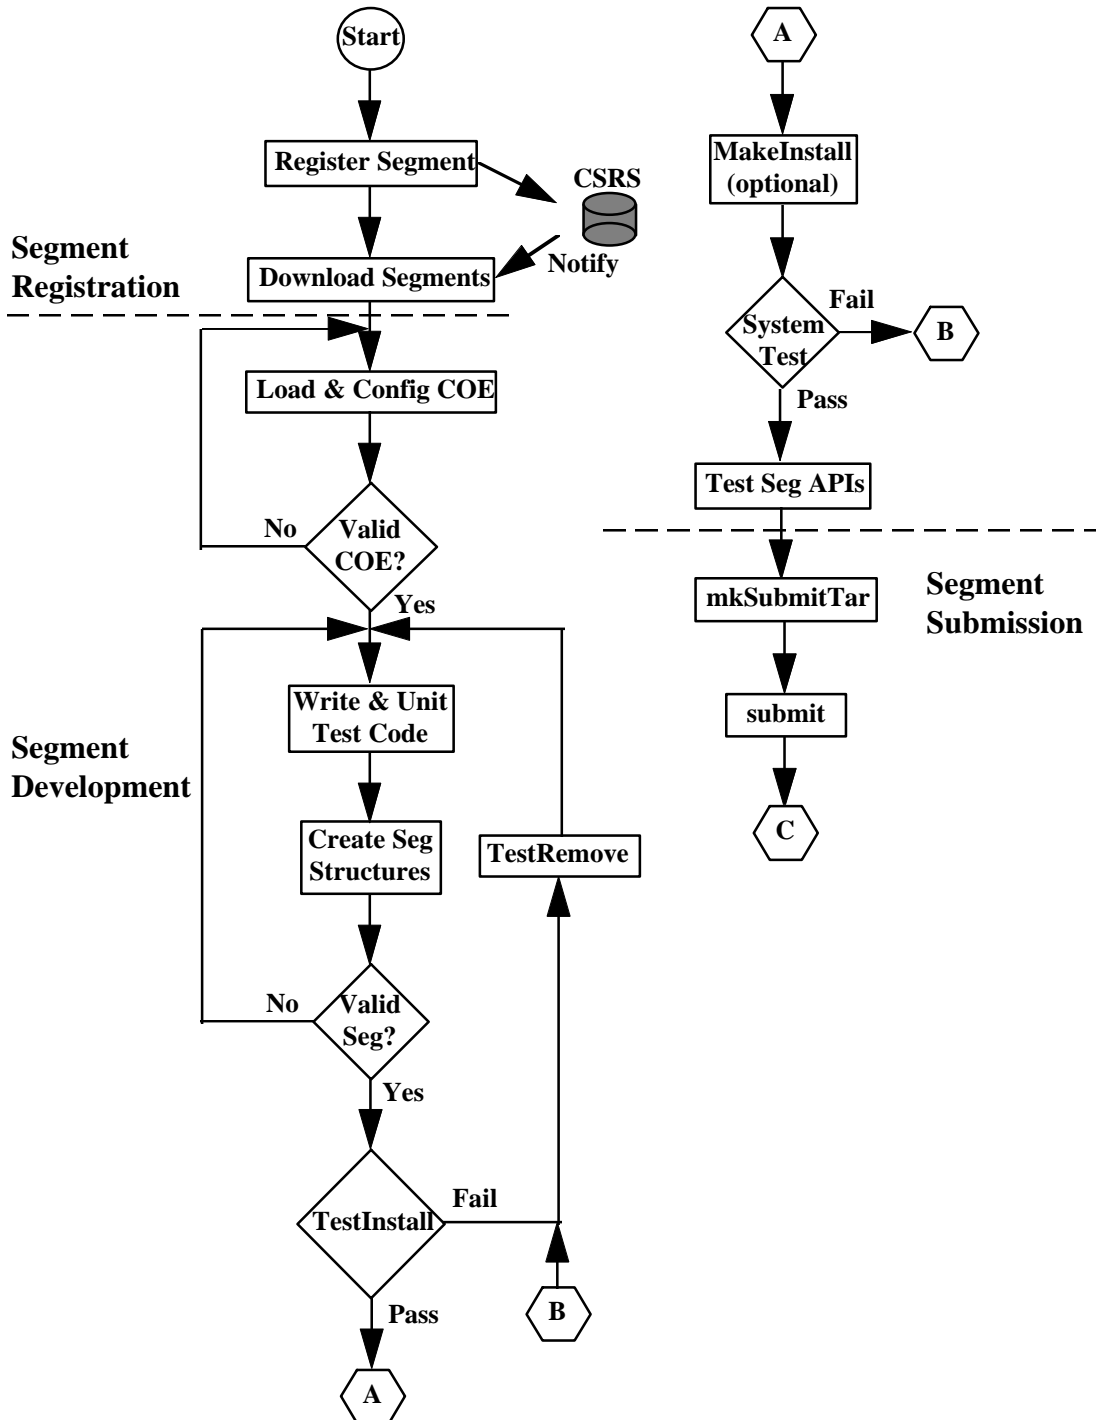 Start
Register Segment
CSRS
Notify
Segment
Registration
Download Segments
Load & Config COE
No
Valid
COE?
Yes
Write & Unit
Test Code
Segment
Development
Create Seg
Structures
TestRemove
No
Valid
Seg?
Yes
TestInstall
Fail
B
Pass
A
A
MakeInstall
(optional)
System
Test
Fail
B
Pass
Test Seg APIs
mkSubmitTar
Segment
Submission
submit
C